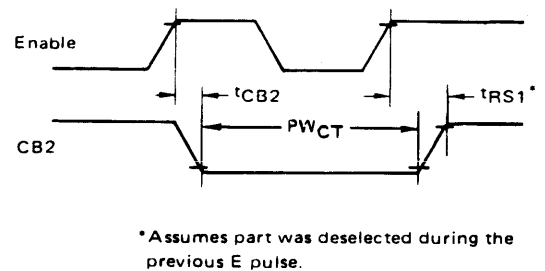 Enable
tCB2
tRS1*
PWCT
CB2
*Assumes part was deselected during the
previous E pulse.